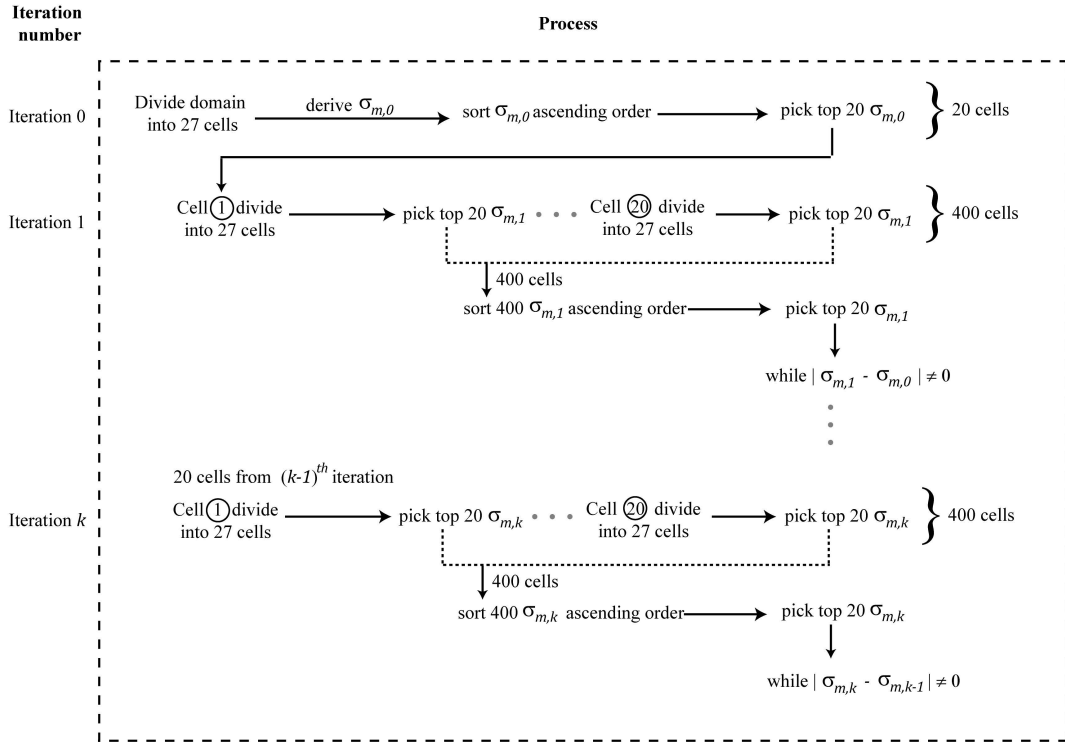 Iteration
number
Process
Iteration 0
Divide domain
into 27 cells
derive σm,0
sort σm,0 ascending order
pick top 20 σm,0
} 20 cells
Iteration 1
Cell 1 divide
into 27 cells
pick top 20 σm,1
Cell 20 divide
into 27 cells
pick top 20 σm,1
} 400 cells
400 cells
sort 400 σm,1 ascending order
pick top 20 σm,1
while | σm,1 - σm,0 | ≠ 0
20 cells from (k-1)th iteration
Iteration k
Cell 1 divide
into 27 cells
pick top 20 σm,k
Cell 20 divide
into 27 cells
pick top 20 σm,k
} 400 cells
400 cells
sort 400 σm,k ascending order
pick top 20 σm,k
while | σm,k - σm,k-1 | ≠ 0